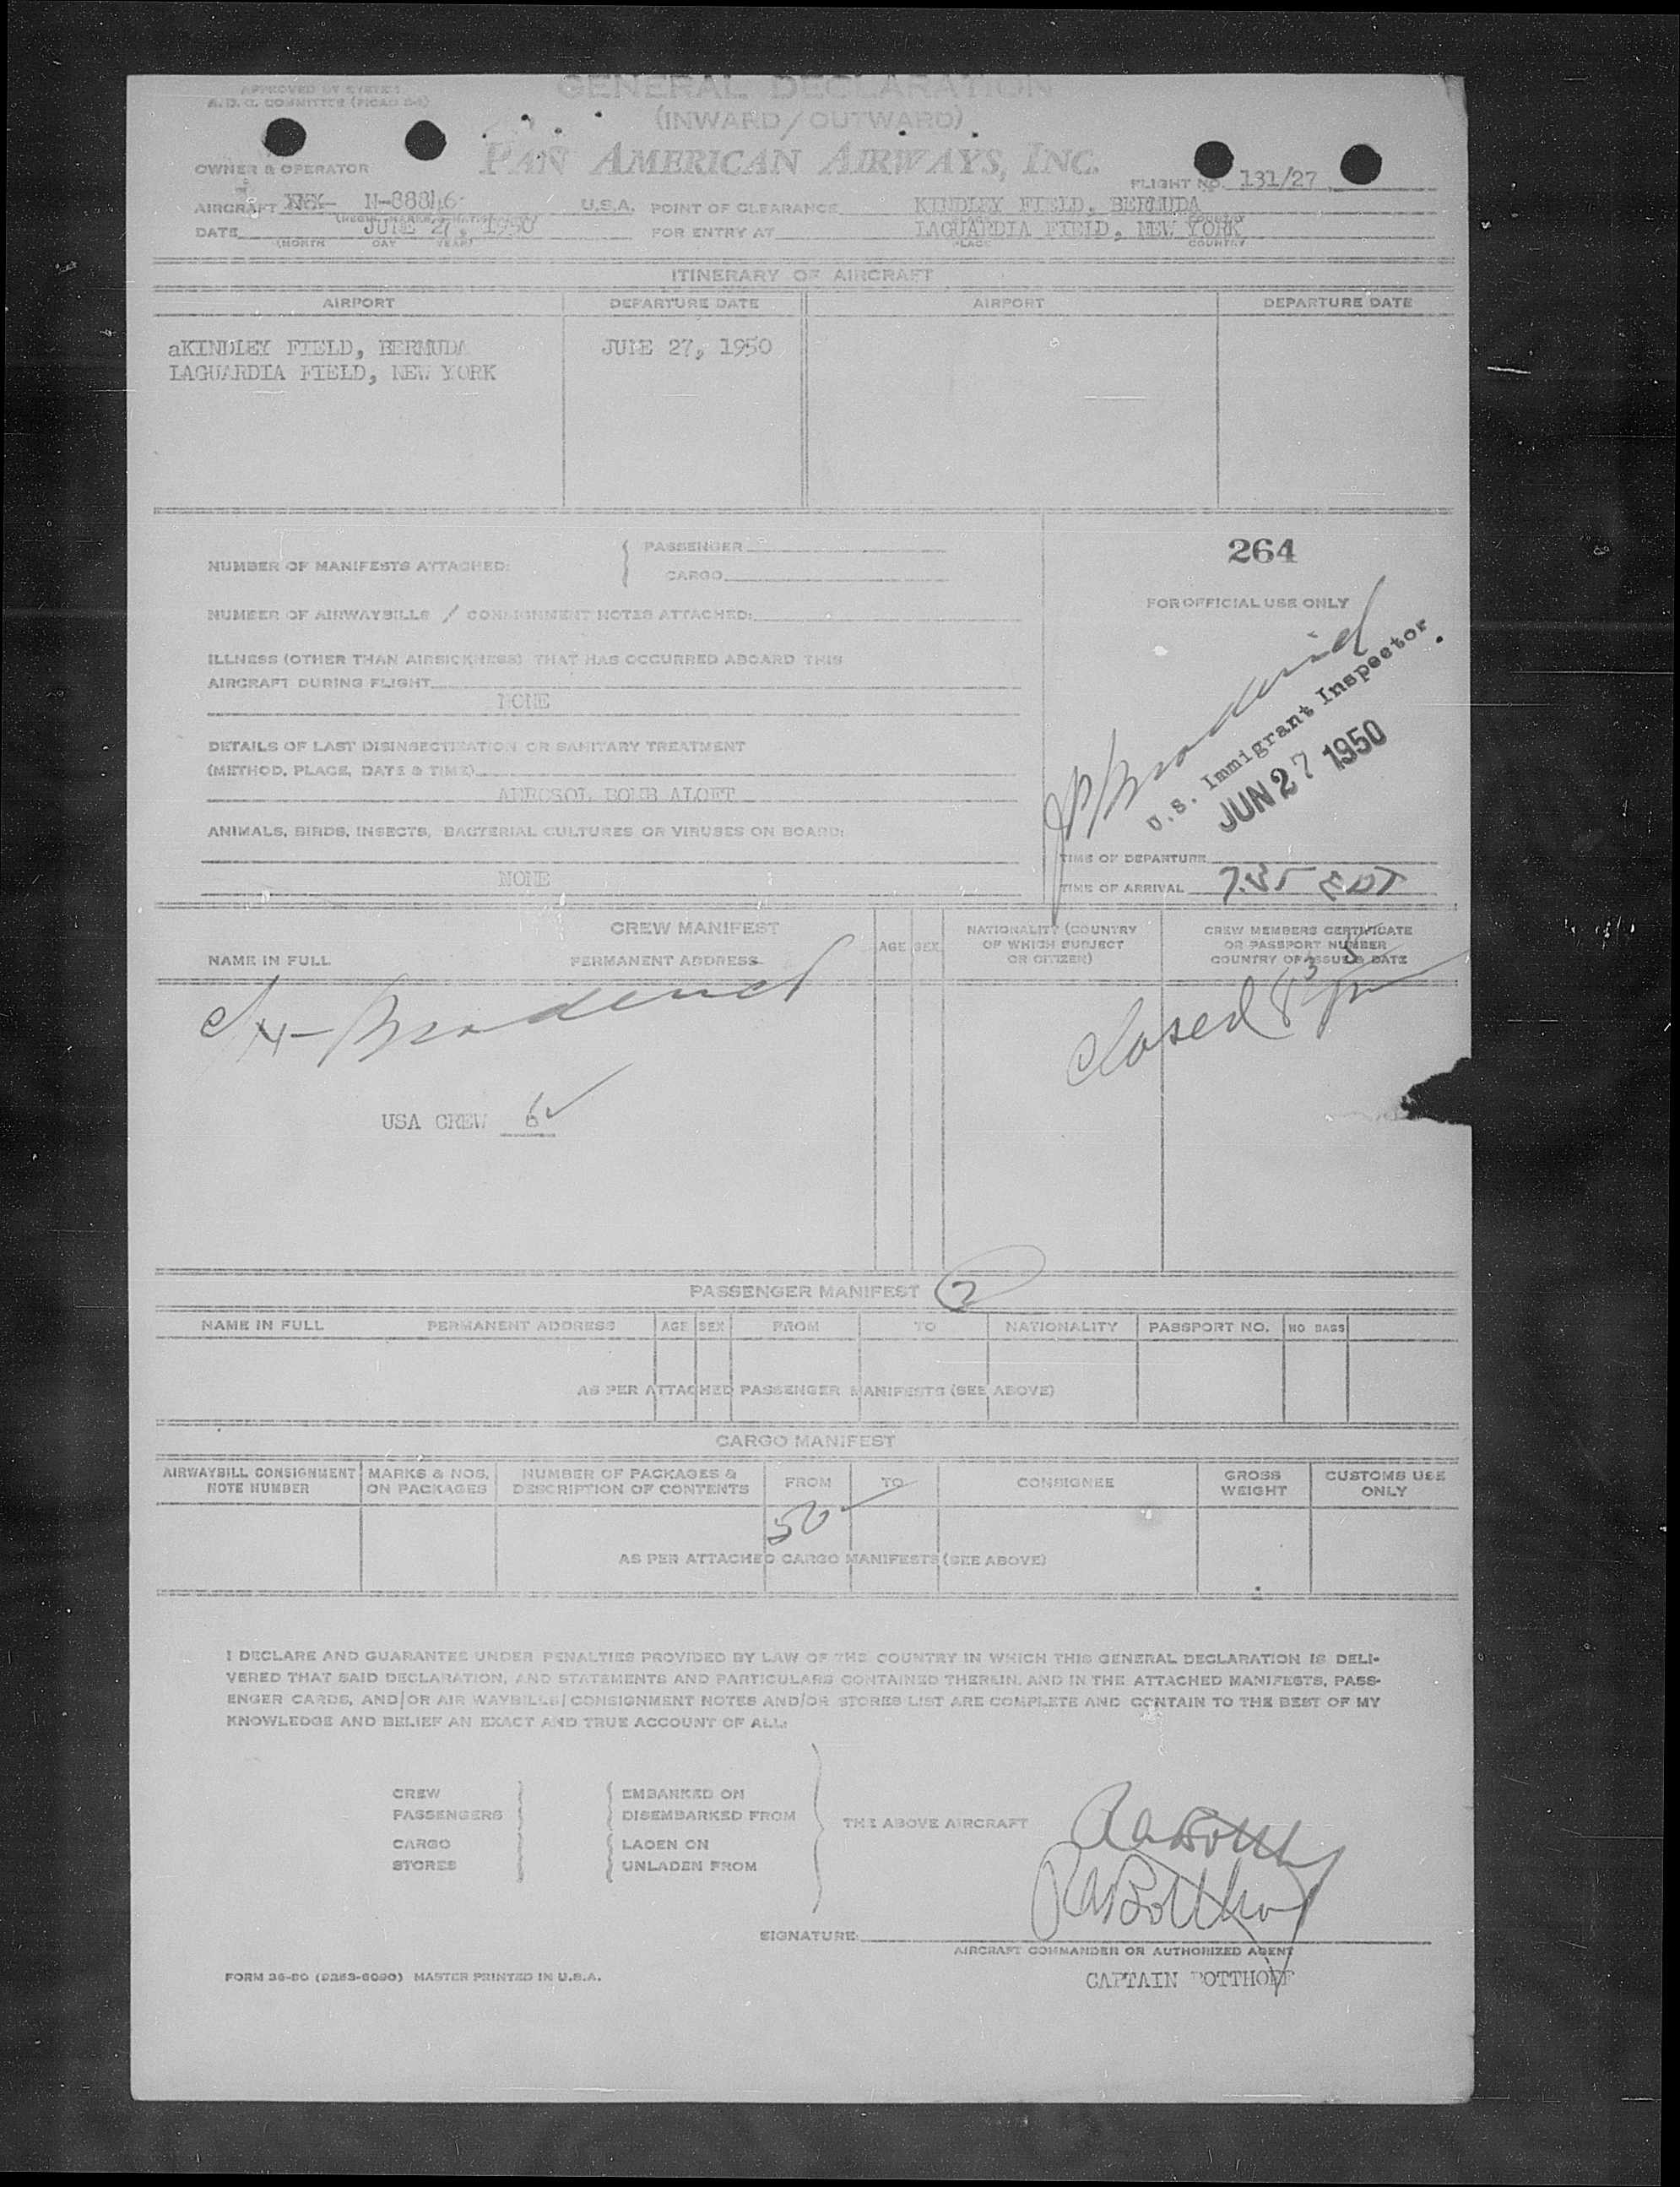 APPROVED BY
A.D.C. COMMITTEE (PICAO
GENERAL DECLARATION
(INWARD/OUTWARD)
OWNER & OPERATOR PAN AMERICAN AIRWAYS, INC. FLIGHT NO. 131/27
AIRCRAFT N-88846 U.S.A. POINT OF CLEARANCE KINDLEY FIELD, BERMUDA
DATE JUNE 27, 1950 FOR ENTRY AT LAGUARDIA FIELD, NEW YORK
(MONTH DAY YEAR) PLACE COUNTRY
ITINERARY OF AIRCRAFT
AIRPORT DEPARTURE DATE AIRPORT DEPARTURE DATE
aKINDLEY FIELD, BERMUDA JUNE 27, 1950
LAGUARDIA FIELD, NEW YORK
264
NUMBER OF MANIFESTS ATTACHED: { PASSENGER
CARGO
FOR OFFICIAL USE ONLY
NUMBER OF AIRWAYBILLS / CONSIGNMENT NOTES ATTACHED:
ILLNESS (OTHER THAN AIRSICKNESS) THAT HAS OCCURRED ABOARD THIS
AIRCRAFT DURING FLIGHT
NONE
DETAILS OF LAST DISINSECTIZATION OR SANITARY TREATMENT
(METHOD, PLACE, DATE & TIME)
AEROSOL BOMB ALOFT
U.S. Immigrant Inspector.
JUN 27 1950
ANIMALS, BIRDS, INSECTS, BACTERIAL CULTURES OR VIRUSES ON BOARD:
NONE
TIME OF DEPARTURE
TIME OF ARRIVAL 7:35 EDT
CREW MANIFEST
NAME IN FULL PERMANENT ADDRESS AGE SEX NATIONALITY (COUNTRY OF WHICH SUBJECT OR CITIZEN) CREW MEMBERS CERTIFICATE OR PASSPORT NUMBER COUNTRY OF ISSUE & DATE
closed
USA CREW 6
PASSENGER MANIFEST 2
NAME IN FULL PERMANENT ADDRESS AGE SEX FROM TO NATIONALITY PASSPORT NO. NO BAGS
AS PER ATTACHED PASSENGER MANIFESTS (SEE ABOVE)
CARGO MANIFEST
AIRWAYBILL CONSIGNMENT NOTE NUMBER MARKS & NOS. ON PACKAGES NUMBER OF PACKAGES & DESCRIPTION OF CONTENTS FROM TO CONSIGNEE GROSS WEIGHT CUSTOMS USE ONLY
50
AS PER ATTACHED CARGO MANIFESTS (SEE ABOVE)
I DECLARE AND GUARANTEE UNDER PENALTIES PROVIDED BY LAW OF THE COUNTRY IN WHICH THIS GENERAL DECLARATION IS DELI-
VERED THAT SAID DECLARATION, AND STATEMENTS AND PARTICULARS CONTAINED THEREIN, AND IN THE ATTACHED MANIFESTS, PASS-
ENGER CARDS, AND/OR AIR WAYBILLS/CONSIGNMENT NOTES AND/OR STORES LIST ARE COMPLETE AND CONTAIN TO THE BEST OF MY
KNOWLEDGE AND BELIEF AN EXACT AND TRUE ACCOUNT OF ALL:
CREW EMBARKED ON
PASSENGERS DISEMBARKED FROM
THE ABOVE AIRCRAFT
CARGO LADEN ON
STORES UNLADEN FROM
SIGNATURE:
AIRCRAFT COMMANDER OR AUTHORIZED AGENT
FORM 36-80 MASTER PRINTED IN U.S.A.
CAPTAIN POTTHOFF